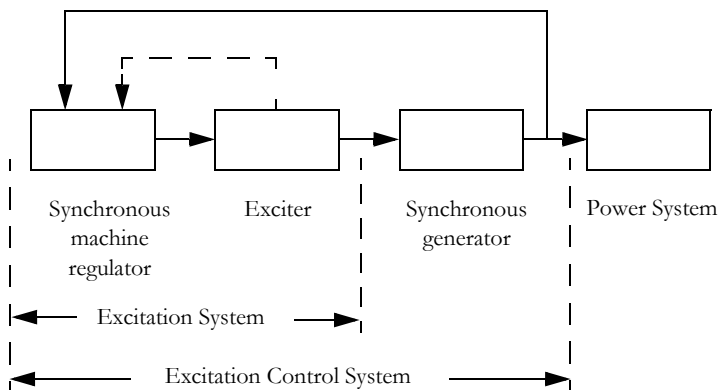 Synchronous
machine
regulator
Exciter
Synchronous
generator
Power System
Excitation System
Excitation Control System